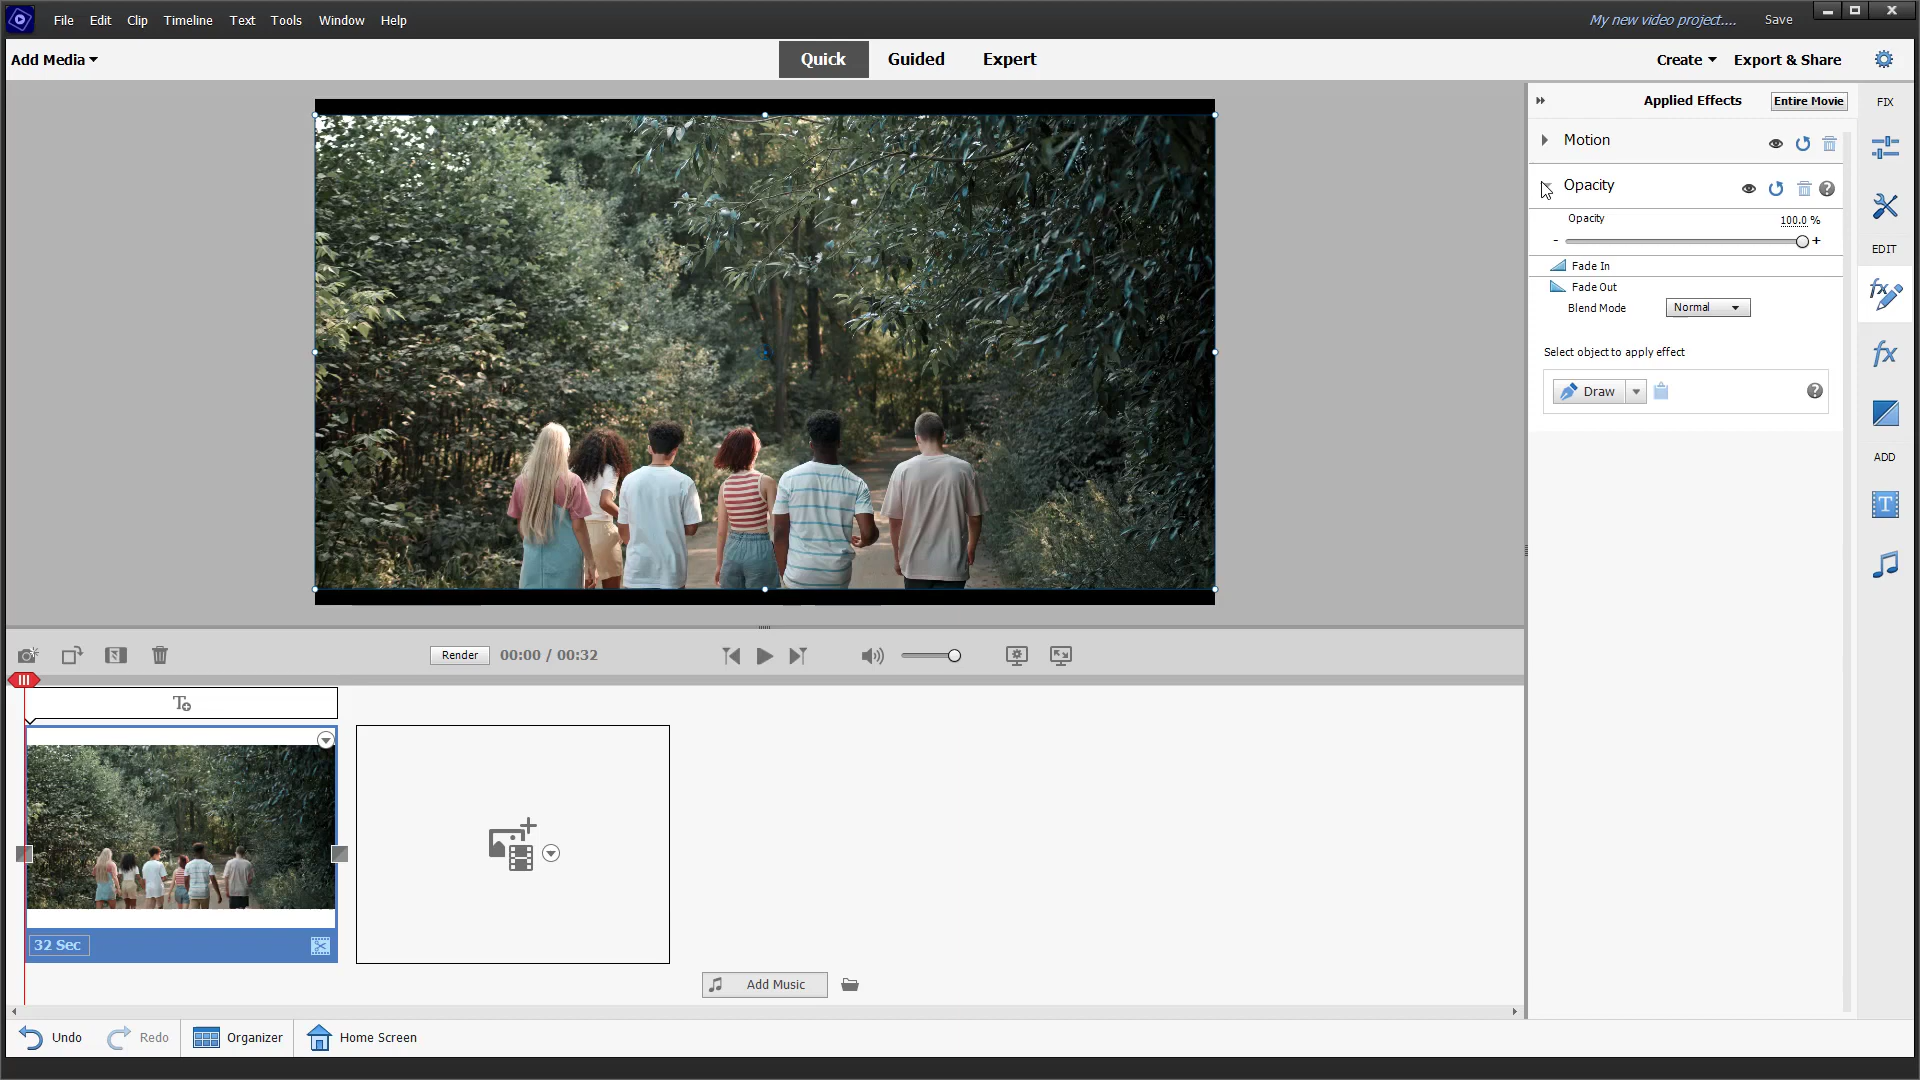 File Edit Clip Timeline Text Tools Window Help
My new video project.... Save
Add Media
Quick Guided Expert
Create Export & Share
Applied Effects Entire Movie
FIX
Motion
Opacity
Opacity 100.0 %
- +
EDIT
Fade In
Fade Out
Blend Mode Normal
Select object to apply effect
Draw
fx
ADD
T
Render 00:00 / 00:32
T
32 Sec
Add Music
Undo Redo Organizer Home Screen